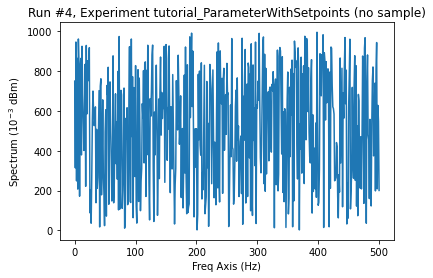 Run #4, Experiment tutorial_ParameterWithSetpoints (no sample)
1000
800
600
400
200
0
Spectrum (10⁻³ dBm)
0 100 200 300 400 500
Freq Axis (Hz)